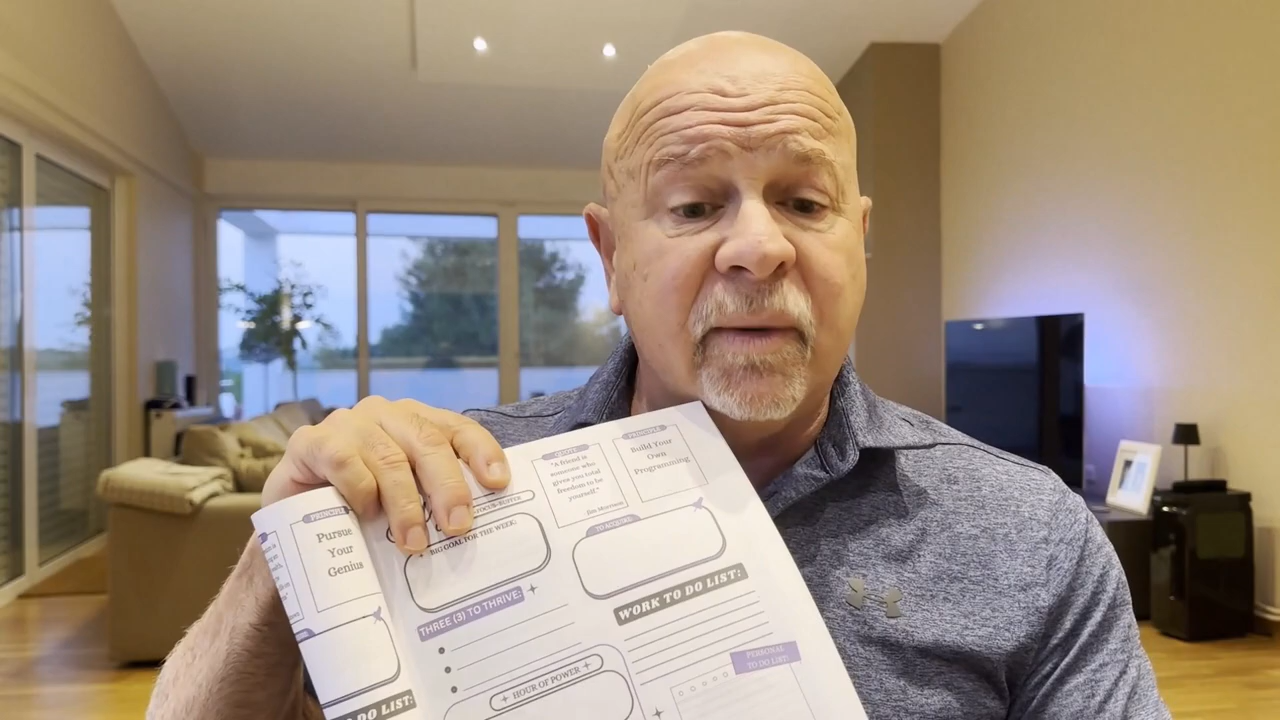 PRINCIPLE
Pursue
Your
Genius
DO LIST:
FOCUS-BUSTER
BIG GOAL FOR THE WEEK:
THREE (3) TO THRIVE:
HOUR OF POWER
QUOTE
"A friend is
someone who
gives you total
freedom to be
yourself."
-Jim Morrison
PRINCIPLE
Build Your
Own
Programming
TO ACQUIRE
WORK TO DO LIST:
PERSONAL
TO DO LIST: